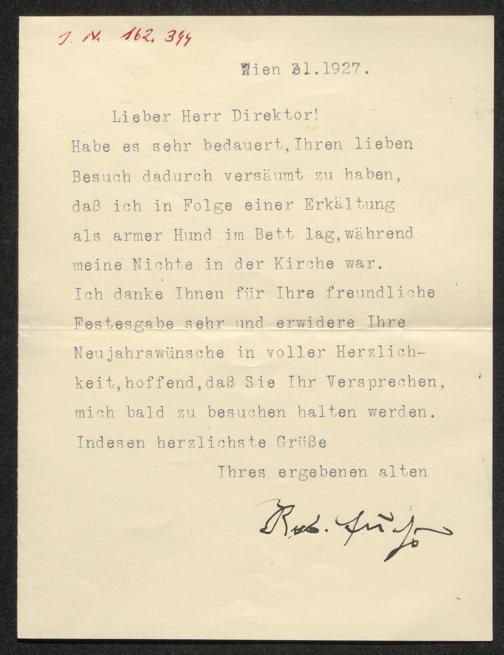 J. N. 162.394
Wien 31.1927.
Lieber Herr Direktor!
Habe es sehr bedauert,Ihren lieben
Besuch dadurch versäumt zu haben,
daß ich in Folge einer Erkältung
als armer Hund im Bett lag,während
meine Nichte in der Kirche war.
Ich danke Ihnen für Ihre freundliche
Festesgabe sehr und erwidere Ihre
Neujahrswünsche in voller Herzlich-
keit,hoffend,daß Sie Ihr Versprechen,
mich bald zu besuchen halten werden.
Indesen herzlichste Grüße
Ihres ergebenen alten
Rob. Fuchs